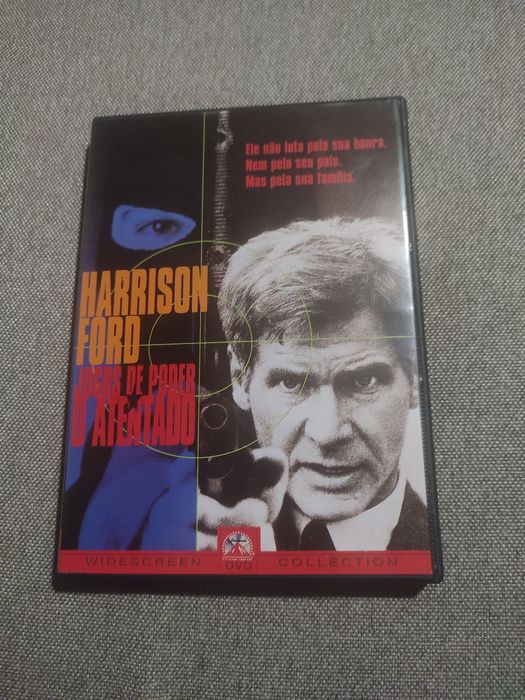 Ele não luta pela sua honra.
Nem pelo seu país.
Mas pela sua família.
HARRISON
FORD
JOGOS DE PODER
O ATENTADO
WIDESCREEN DVD COLLECTION